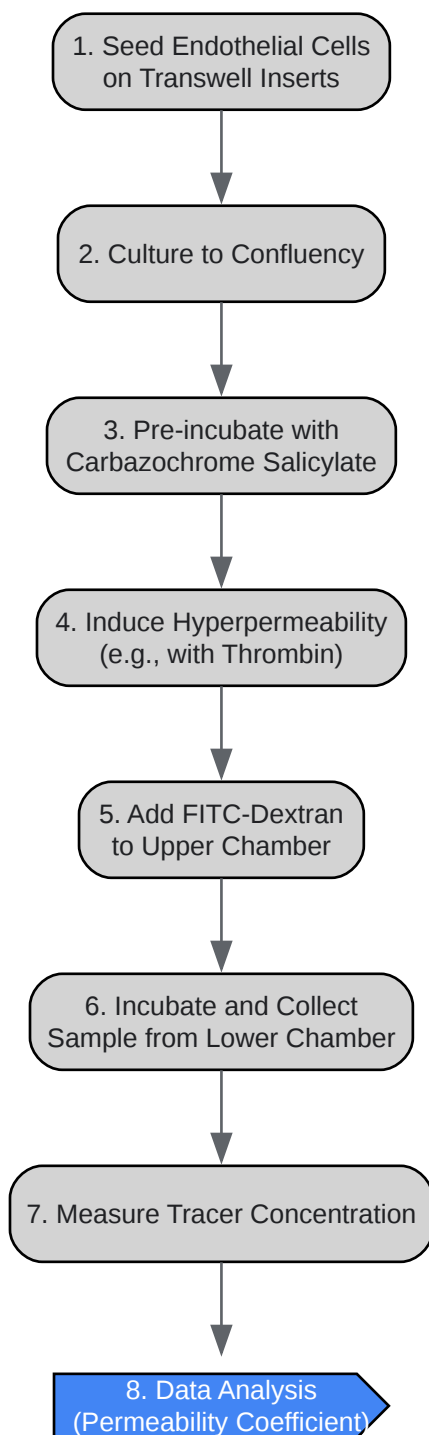 1. Seed Endothelial Cells
on Transwell Inserts
2. Culture to Confluency
3. Pre-incubate with
Carbazochrome Salicylate
4. Induce Hyperpermeability
(e.g., with Thrombin)
5. Add FITC-Dextran
to Upper Chamber
6. Incubate and Collect
Sample from Lower Chamber
7. Measure Tracer Concentration
8. Data Analysis
(Permeability Coefficient)